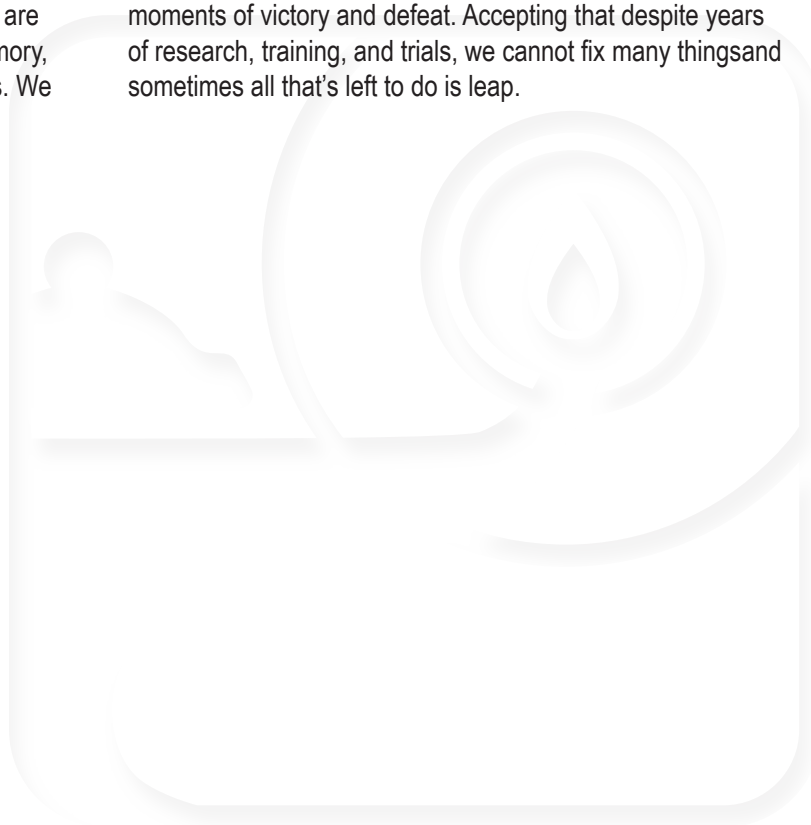 are
mory,
s. We
moments of victory and defeat. Accepting that despite years
of research, training, and trials, we cannot fix many thingsand
sometimes all that’s left to do is leap.